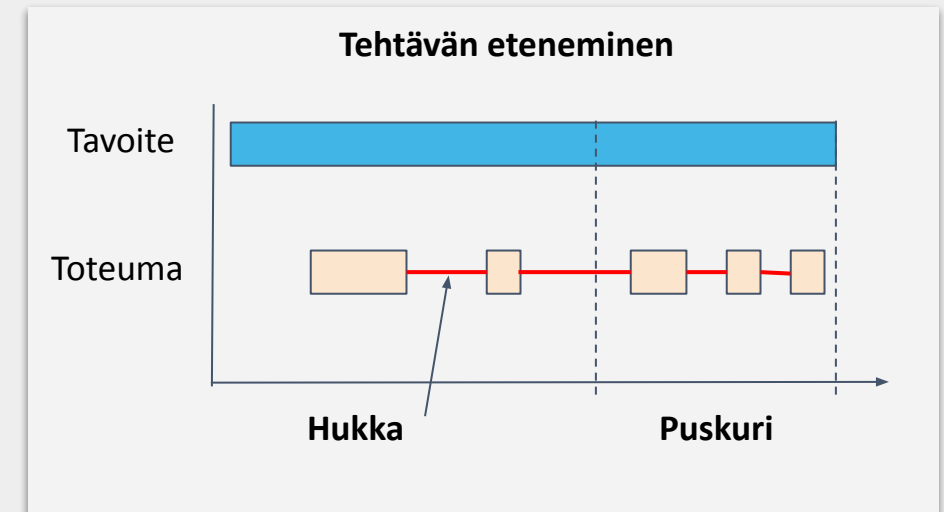 Tehtävän eteneminen
Tavoite
Toteuma
Hukka
Puskuri